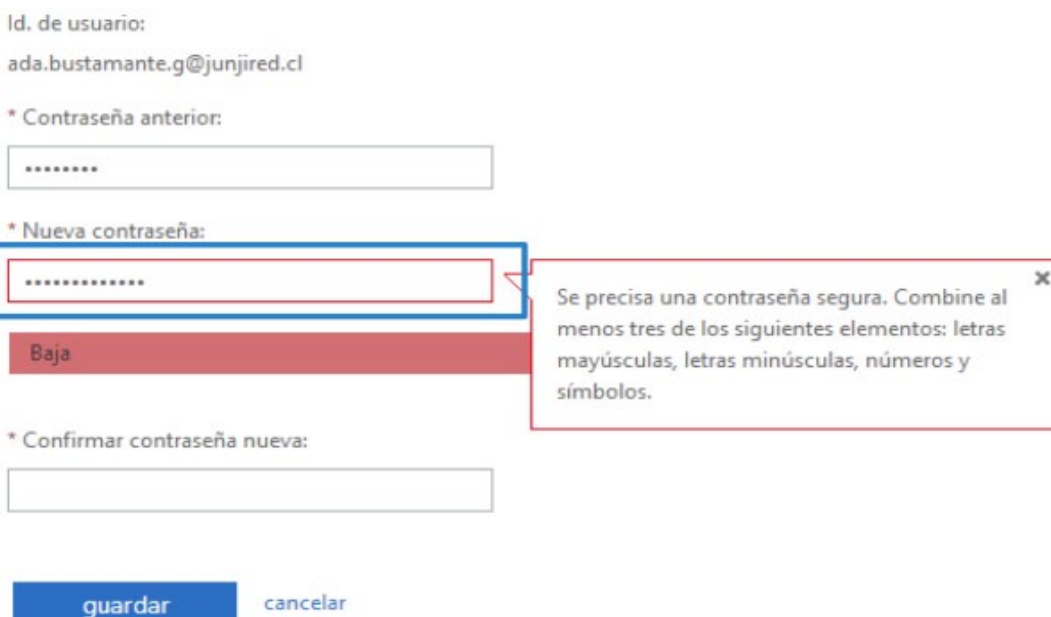 Id. de usuario:
ada.bustamante.g@junjired.cl
* Contraseña anterior:
••••••••
* Nueva contraseña:
•••••••••••••
Se precisa una contraseña segura. Combine al
menos tres de los siguientes elementos: letras
mayúsculas, letras minúsculas, números y
símbolos.
Baja
* Confirmar contraseña nueva:
guardar
cancelar